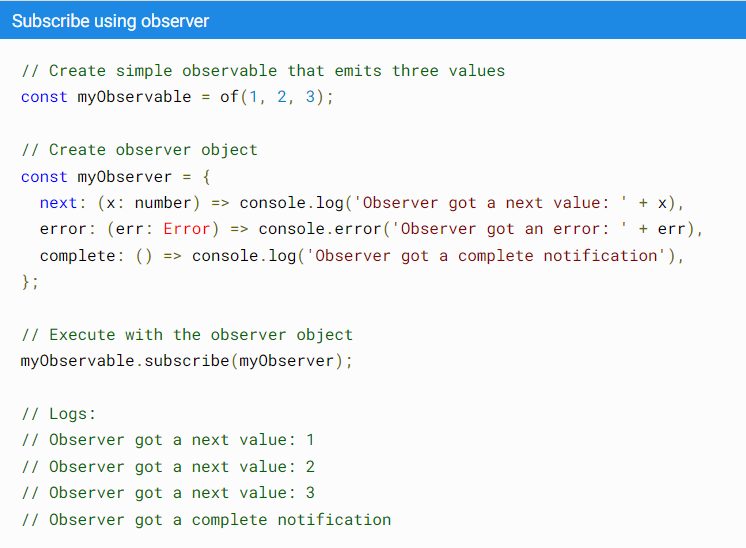 Subscribe using observer
// Create simple observable that emits three values
const myObservable = of(1, 2, 3);
// Create observer object
const myObserver = {
  next: (x: number) => console.log('Observer got a next value: ' + x),
  error: (err: Error) => console.error('Observer got an error: ' + err),
  complete: () => console.log('Observer got a complete notification'),
};
// Execute with the observer object
myObservable.subscribe(myObserver);
// Logs:
// Observer got a next value: 1
// Observer got a next value: 2
// Observer got a next value: 3
// Observer got a complete notification